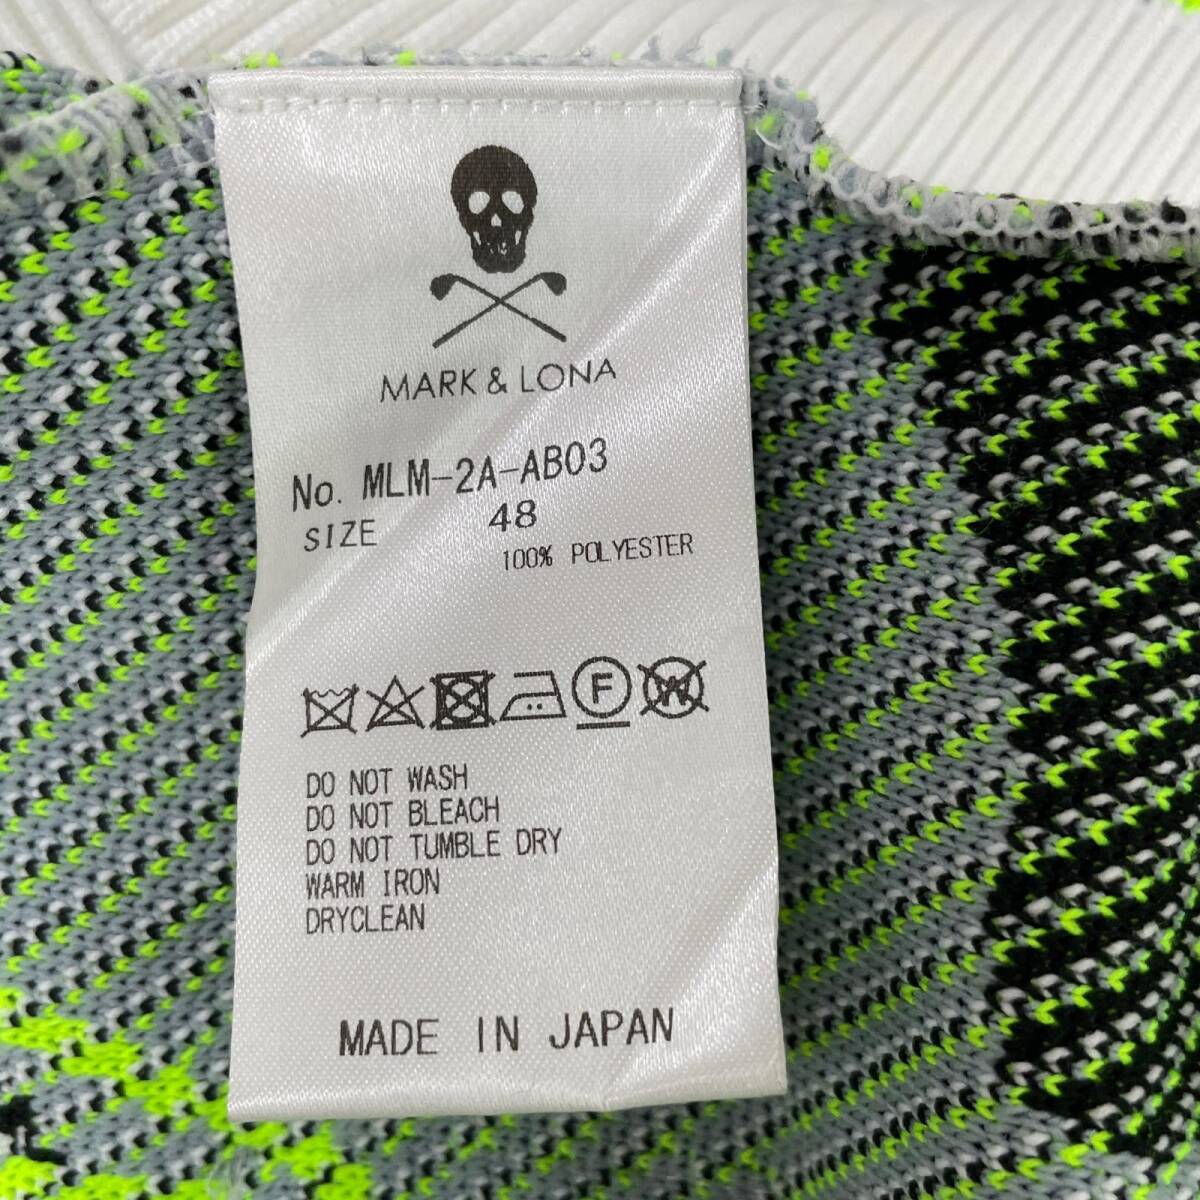 MARK & LONA
No. MLM-2A-AB03
SIZE 48
100% POLYESTER
F W
DO NOT WASH
DO NOT BLEACH
DO NOT TUMBLE DRY
WARM IRON
DRYCLEAN
MADE IN JAPAN